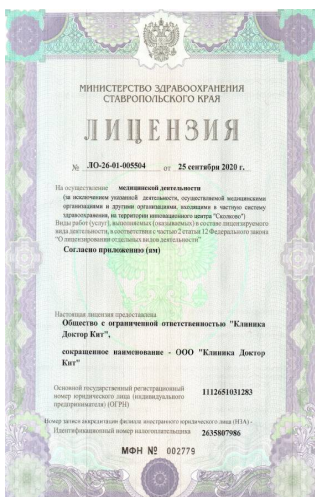 МИНИСТЕРСТВО ЗДРАВООХРАНЕНИЯ
СТАВРОПОЛЬСКОГО КРАЯ
ЛИЦЕНЗИЯ
№ ЛО-26-01-005504 от 25 сентября 2020 г.
На осуществление медицинской деятельности
(за исключением указанной деятельности, осуществляемой медицинскими
организациями и другими организациями, входящими в частную систему
здравоохранения, на территории инновационного центра "Сколково")
Виды работ (услуг), выполняемых (оказываемых) в составе лицензируемого
вида деятельности, в соответствии с частью 2 статьи 12 Федерального закона
"О лицензировании отдельных видов деятельности"
Согласно приложению (ям)
Настоящая лицензия предоставлена
Общество с ограниченной ответственностью "Клиника
Доктор Кит",
сокращенное наименование - ООО "Клиника Доктор
Кит"
Основной государственный регистрационный
номер юридического лица (индивидуального
предпринимателя) (ОГРН) 1112651031283
Номер записи аккредитации филиала иностранного юридического лица (НЗА) -
Идентификационный номер налогоплательщика 2635807986
МФН № 002779